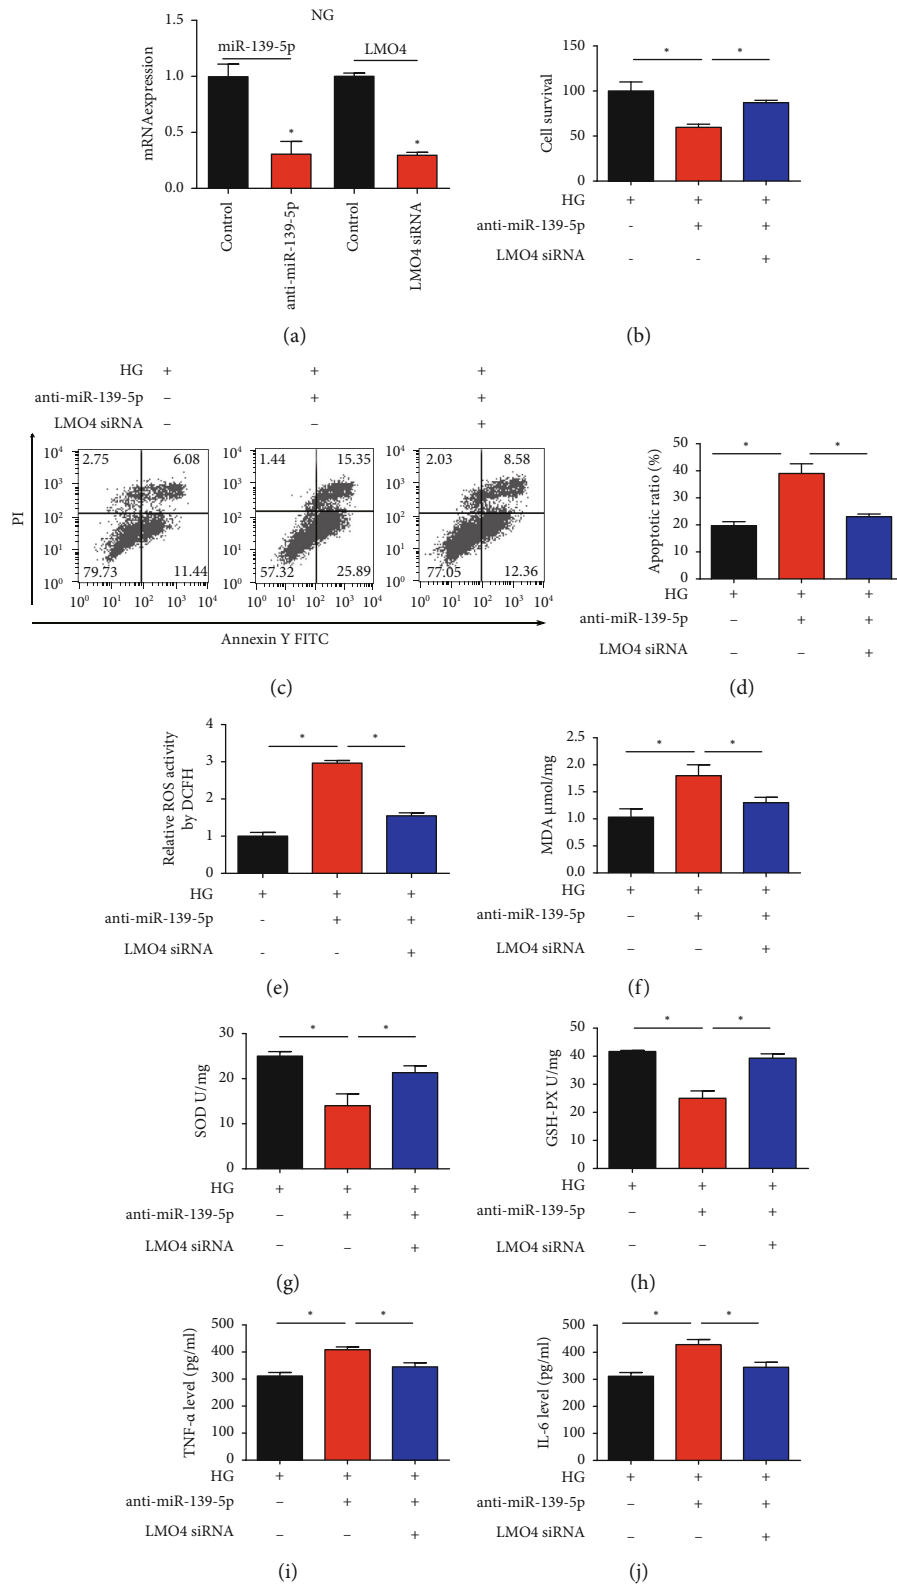 NG
mRNAexpression
1.5
1.0
0.5
0.0
miR-139-5p
LMO4
*
*
Control
anti-miR-139-5p
Control
LMO4 siRNA
(a)
Cell survival
150
100
50
0
* *
HG + + +
anti-miR-139-5p - + +
LMO4 siRNA - - +
(b)
HG + + +
anti-miR-139-5p – + +
LMO4 siRNA – – +
PI
10⁴
10³
10²
10¹
10⁰
2.75 6.08
79.73 11.44
10⁰ 10¹ 10² 10³ 10⁴
10⁴
10³
10²
10¹
10⁰
1.44 15.35
57.32 25.89
10⁰ 10¹ 10² 10³ 10⁴
10⁴
10³
10²
10¹
10⁰
2.03 8.58
77.05 12.36
10⁰ 10¹ 10² 10³ 10⁴
Annexin Y FITC
(c)
Apoptotic ratio (%)
50
40
30
20
10
0
* *
HG + + +
anti-miR-139-5p – + +
LMO4 siRNA – – +
(d)
Relative ROS activity
by DCFH
4
3
2
1
0
* *
HG + + +
anti-miR-139-5p - + +
LMO4 siRNA - - +
(e)
MDA μmol/mg
2.5
2.0
1.5
1.0
0.5
0.0
* *
HG + + +
anti-miR-139-5p – + +
LMO4 siRNA – – +
(f)
SOD U/mg
30
20
10
0
* *
HG + + +
anti-miR-139-5p – + +
LMO4 siRNA – – +
(g)
GSH-PX U/mg
50
40
30
20
10
0
* *
HG + + +
anti-miR-139-5p – + +
LMO4 siRNA – – +
(h)
TNF-α level (pg/ml)
500
400
300
200
100
0
* *
HG + + +
anti-miR-139-5p – + +
LMO4 siRNA – – +
(i)
IL-6 level (pg/ml)
500
400
300
200
100
0
* *
HG + + +
anti-miR-139-5p – + +
LMO4 siRNA – – +
(j)